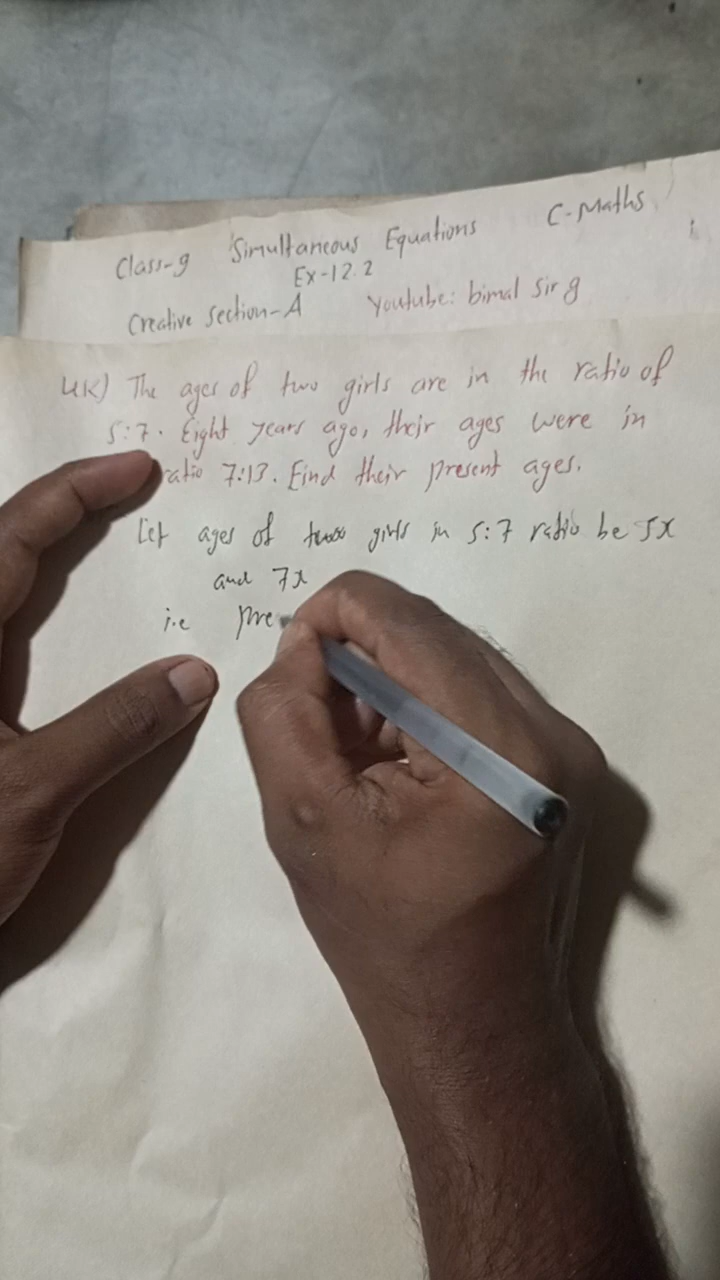 Class-9 Simultaneous Equations C-Maths
Ex-12.2
Creative Section-A Youtube: bimal sir 9
4k) The ages of two girls are in the ratio of
5:7. Eight years ago, their ages were in
ratio 7:13. Find their present ages.
Let ages of two girls in 5:7 ratio be 5x
and 7x
i.e pre